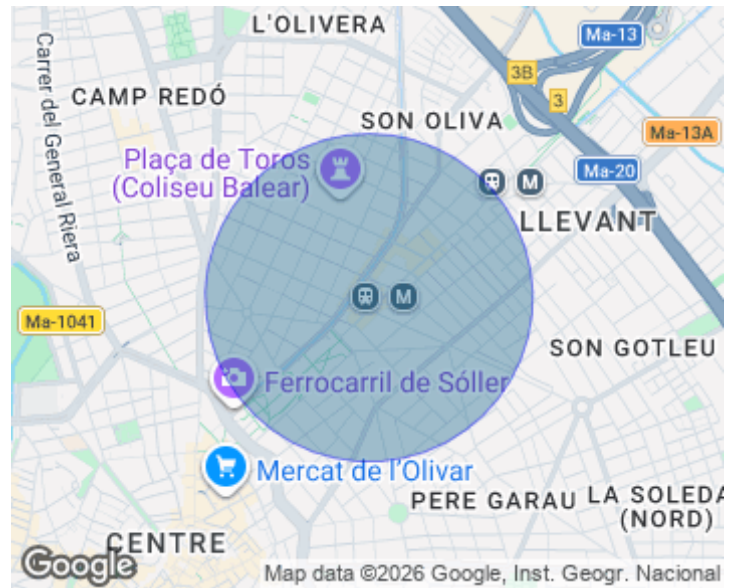 L'OLIVERA
Ma-13
3B
3
CAMP REDÓ
Carrer del General Riera
SON OLIVA
Ma-13A
Plaça de Toros
(Coliseu Balear)
Ma-20
M
LLEVANT
M
Ma-1041
SON GOTLEU
Ferrocarril de Sóller
Mercat de l'Olivar
PERE GARAU
LA SOLEDA
(NORD)
CENTRE
Google
Map data ©2026 Google, Inst. Geogr. Nacional